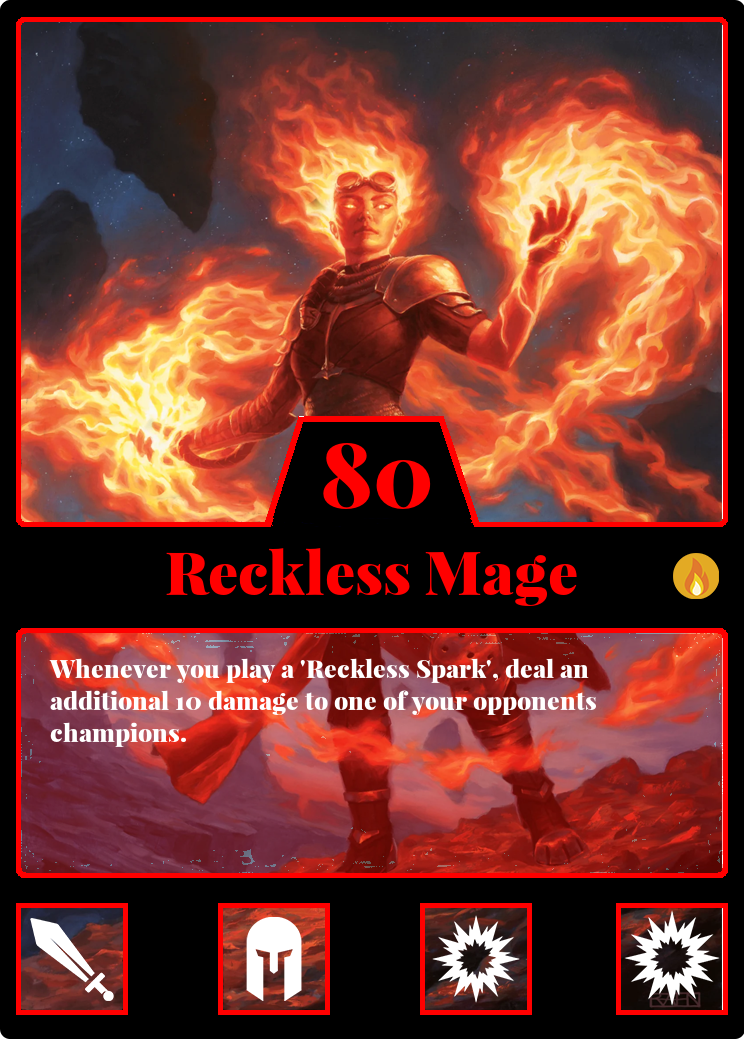 80
Reckless Mage
Whenever you play a 'Reckless Spark', deal an
additional 10 damage to one of your opponents
champions.